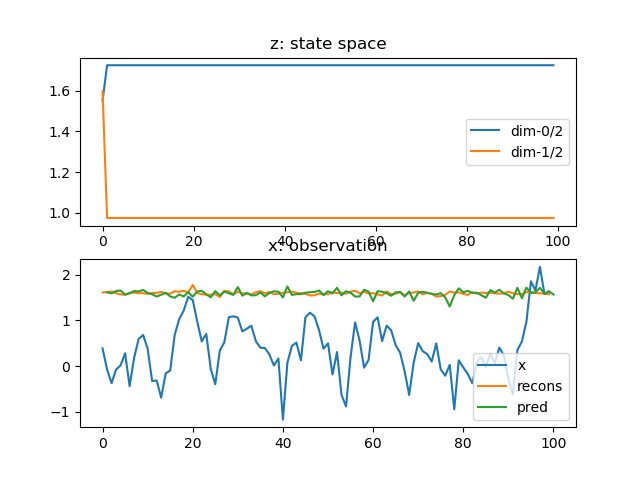 z: state space
1.6
1.4
1.2
1.0
dim-0/2
dim-1/2
0 20 40 60 80 100
x: observation
2
1
0
−1
x
recons
pred
0 20 40 60 80 100